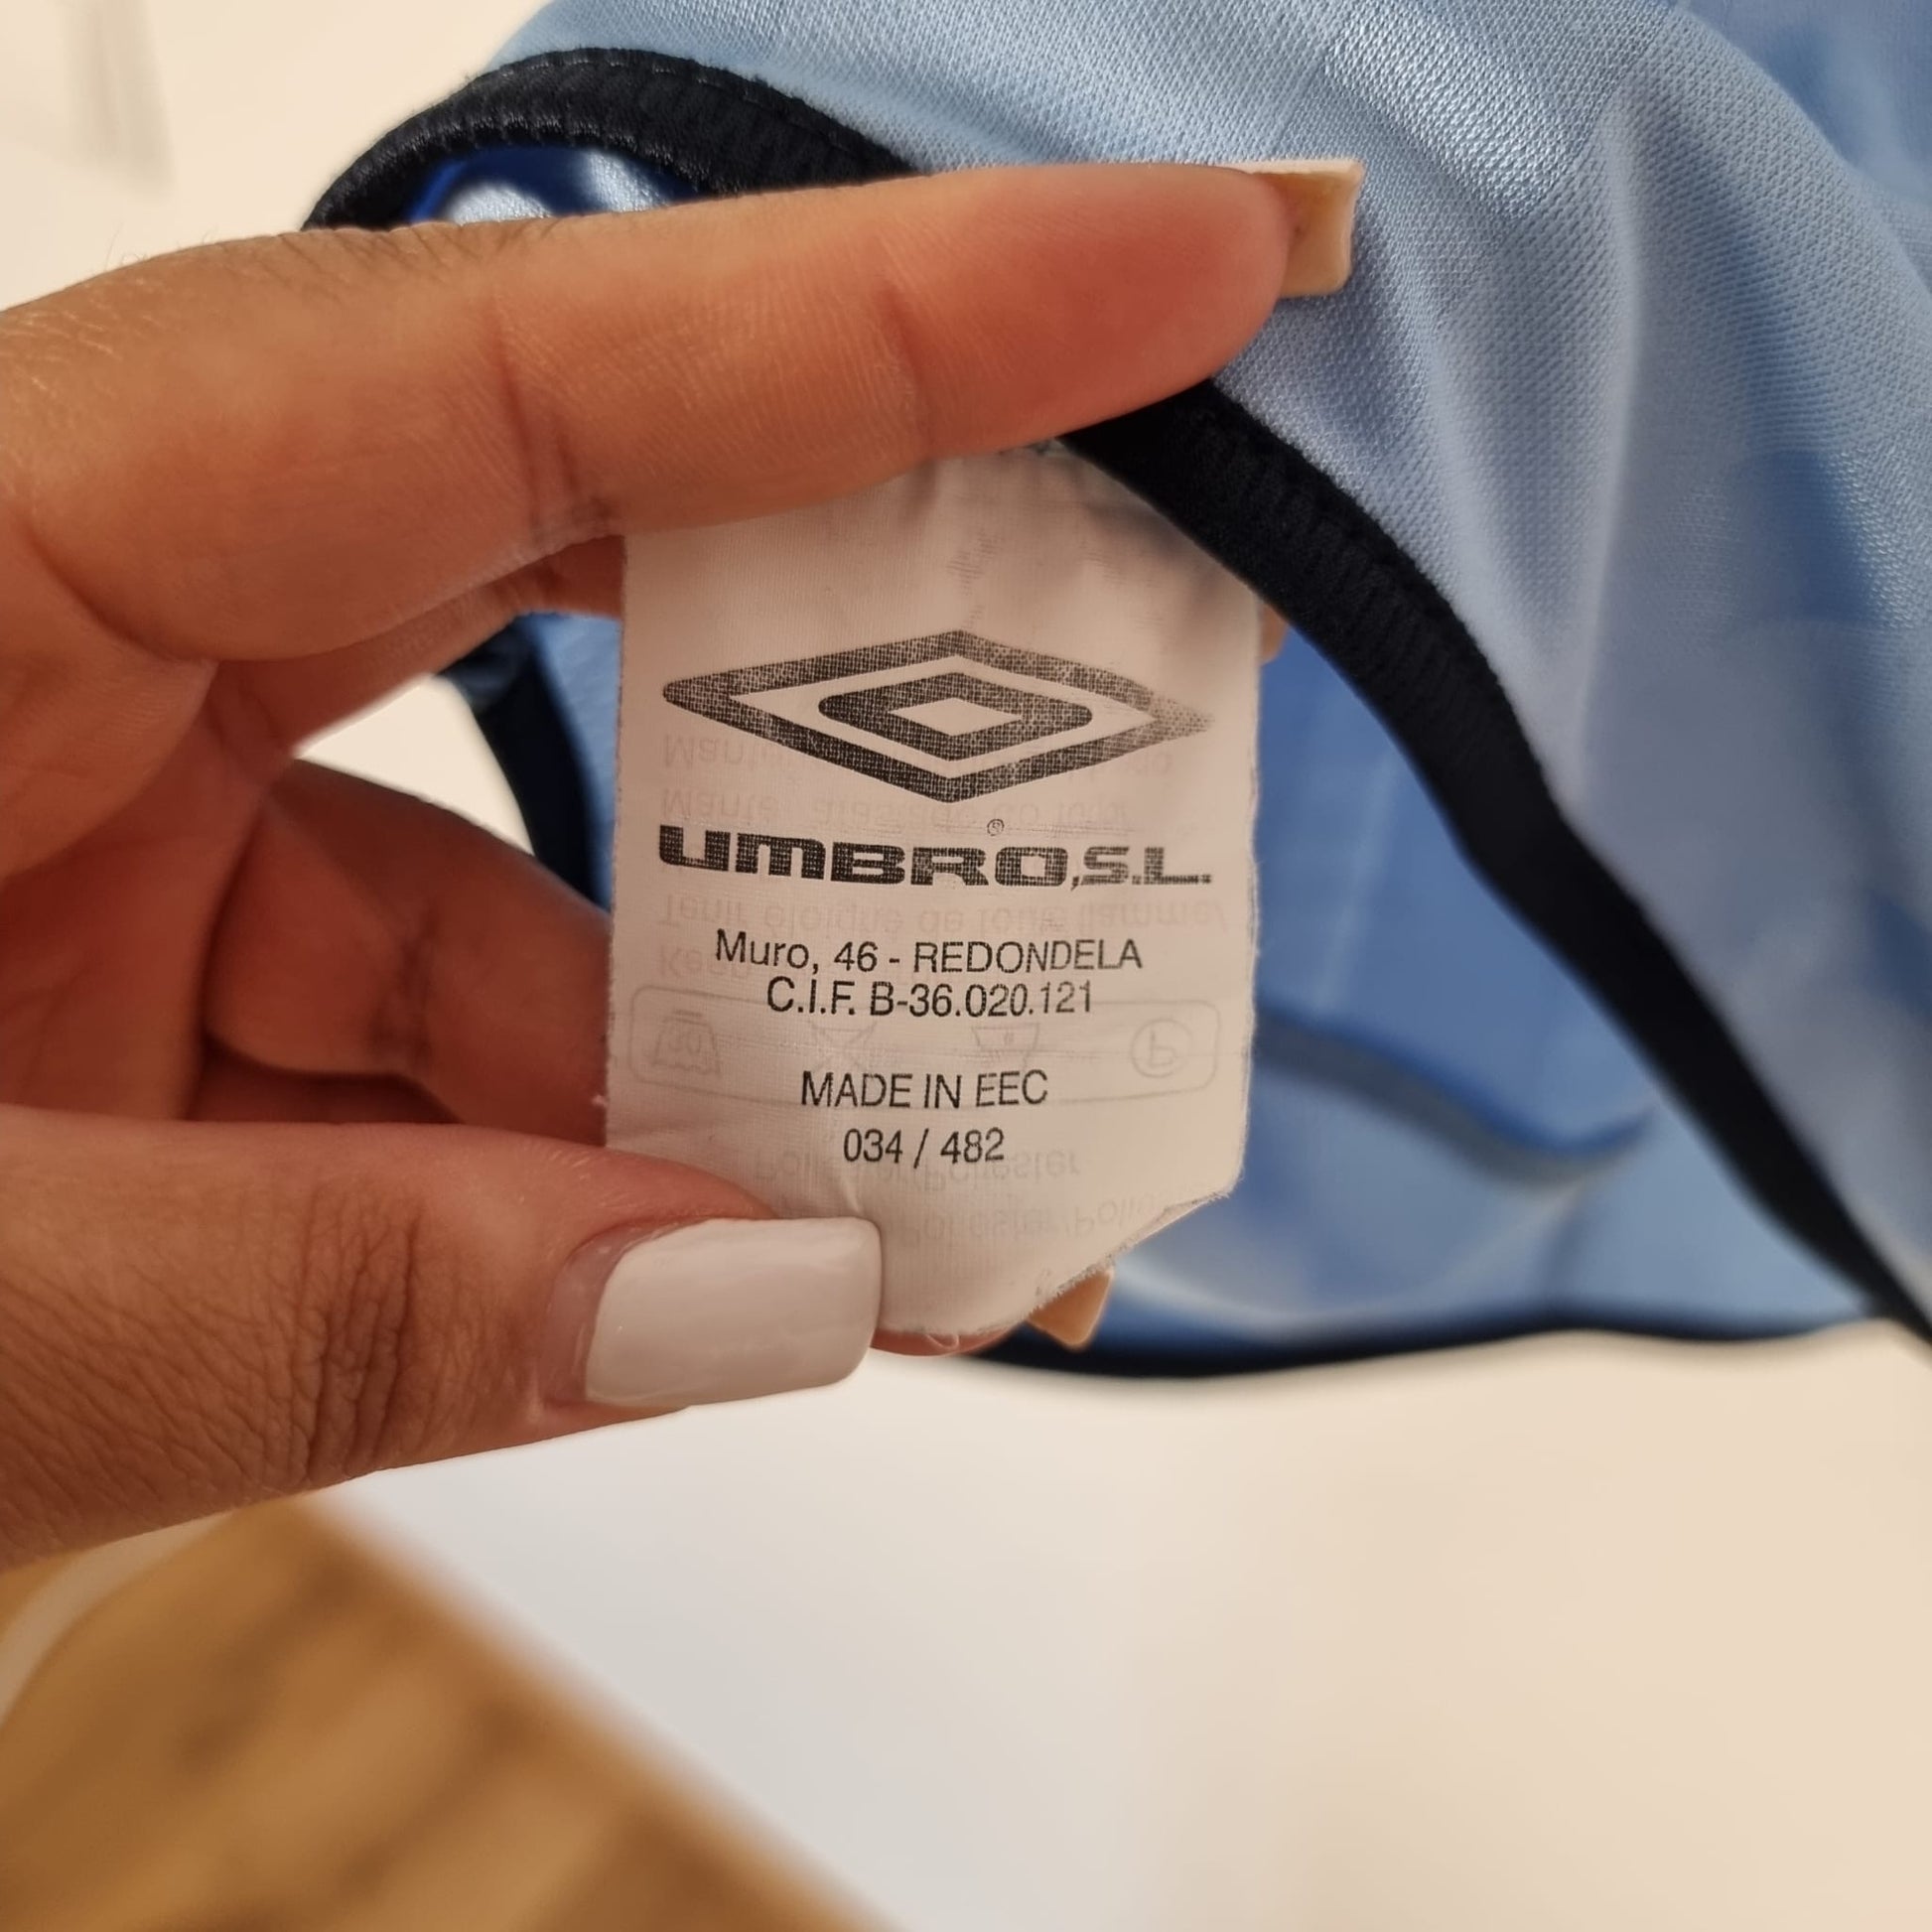 UMBRO,S.L.
®
Muro, 46 - REDONDELA
C.I.F. B-36.020.121
MADE IN EEC
034 / 482